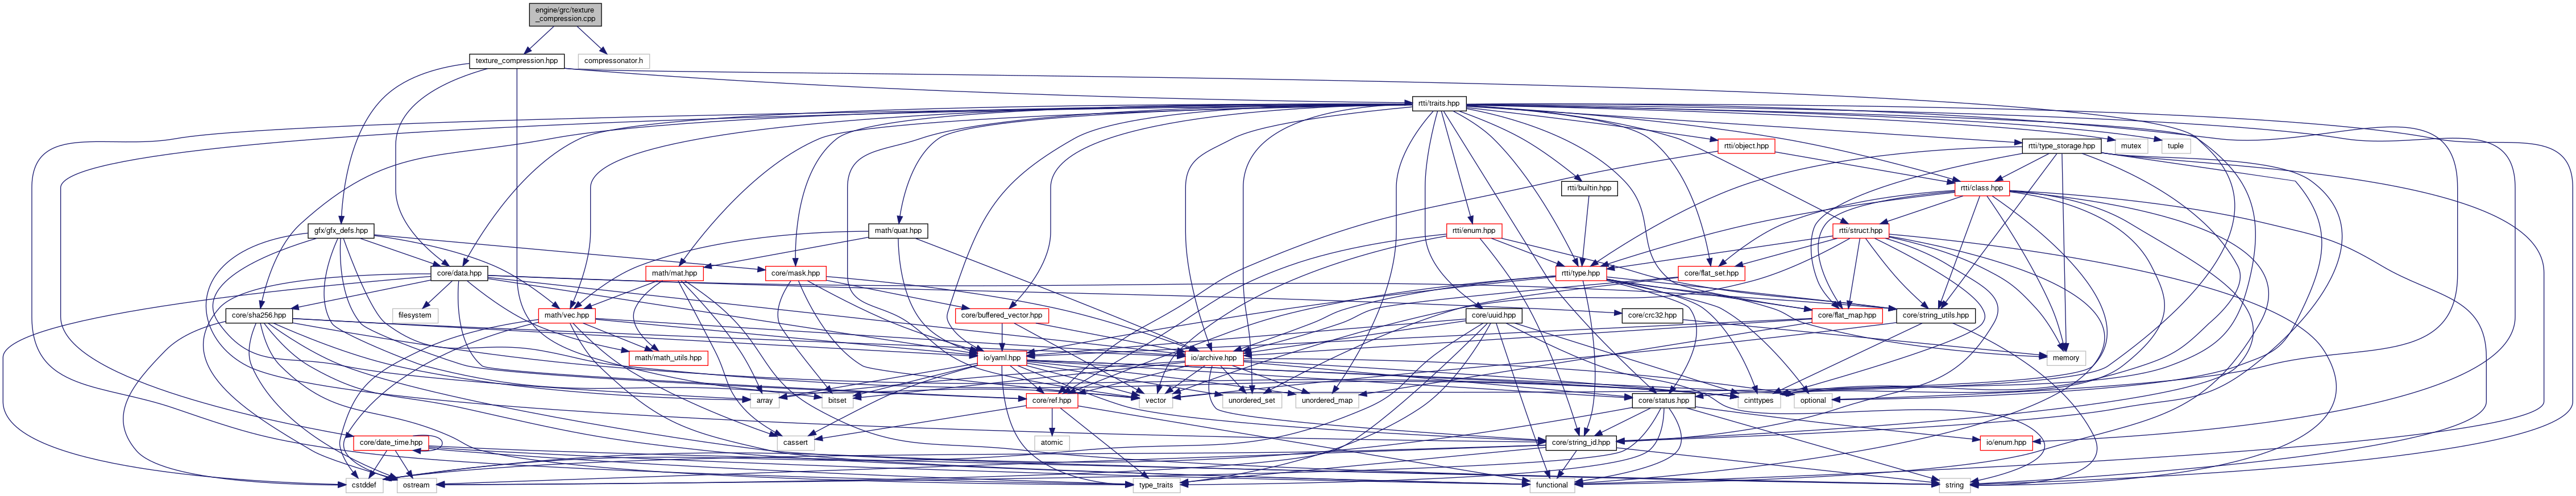 engine/grc/texture
_compression.cpp
texture_compression.hpp
compressonator.h
rtti/traits.hpp
rtti/object.hpp
rtti/type_storage.hpp
mutex
tuple
rtti/builtin.hpp
rtti/class.hpp
gfx/gfx_defs.hpp
math/quat.hpp
rtti/enum.hpp
rtti/struct.hpp
core/data.hpp
math/mat.hpp
core/mask.hpp
rtti/type.hpp
core/flat_set.hpp
core/sha256.hpp
filesystem
math/vec.hpp
core/buffered_vector.hpp
core/uuid.hpp
core/crc32.hpp
core/flat_map.hpp
core/string_utils.hpp
math/math_utils.hpp
io/yaml.hpp
io/archive.hpp
memory
array
bitset
core/ref.hpp
vector
unordered_set
unordered_map
core/status.hpp
cinttypes
optional
core/date_time.hpp
cassert
atomic
core/string_id.hpp
io/enum.hpp
cstddef
ostream
type_traits
functional
string